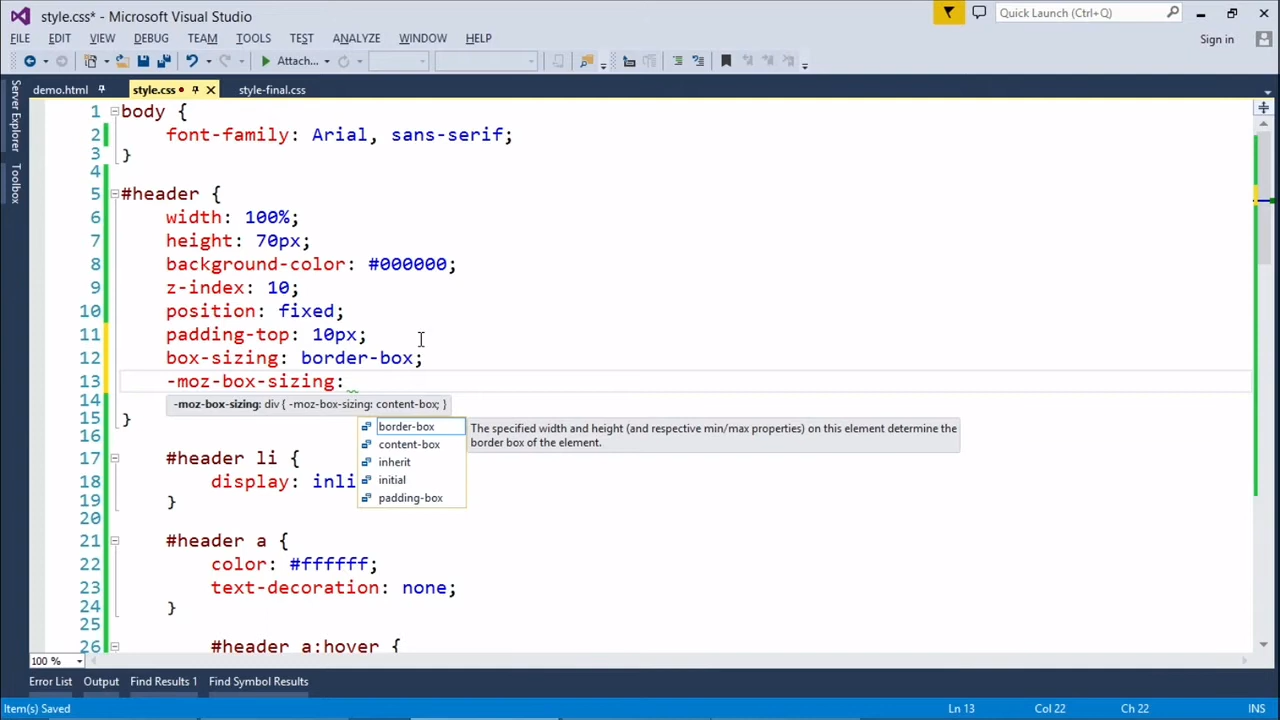 style.css* - Microsoft Visual Studio
Quick Launch (Ctrl+Q)
FILE EDIT VIEW DEBUG TEAM TOOLS TEST ANALYZE WINDOW HELP
Sign in
Attach...
Server Explorer
Toolbox
demo.html style.css style-final.css
1 body {
2 font-family: Arial, sans-serif;
3 }
4
5 #header {
6 width: 100%;
7 height: 70px;
8 background-color: #000000;
9 z-index: 10;
10 position: fixed;
11 padding-top: 10px;
12 box-sizing: border-box;
13 -moz-box-sizing:
14 -moz-box-sizing: div { -moz-box-sizing: content-box; }
15 }
border-box
The specified width and height (and respective min/max properties) on this element determine the
border box of the element.
content-box
inherit
initial
padding-box
16
17 #header li {
18 display: inli
19 }
20
21 #header a {
22 color: #ffffff;
23 text-decoration: none;
24 }
25
26 #header a:hover {
100 %
Error List Output Find Results 1 Find Symbol Results
Item(s) Saved Ln 13 Col 22 Ch 22 INS